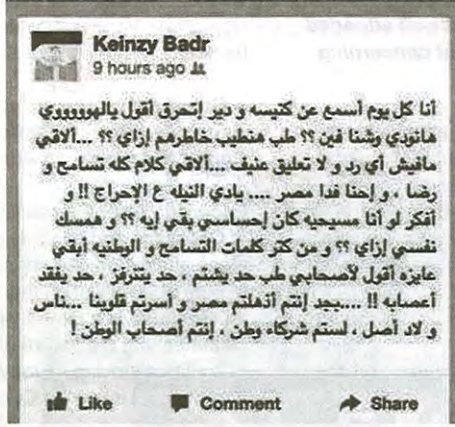 Keinzy Badr
9 hours ago
أنا كل يوم أسمع عن كنيسه و دير إتحرق أقول يالهوووووي
هانودي وشنا فين ؟؟ طب هنطيب خاطرهم إزاي ؟؟ ...ألاقي
مافيش أي رد و لا تعليق عنيف ...ألاقي كلام كله تسامح و
رضا ، و إحنا فدا مصر .... يادي النيله ع الإحراج !! و
أفكر لو أنا مسيحيه كان إحساسي بقي إيه ؟؟ و همسك
نفسي إزاي ؟؟ و من كتر كلمات التسامح و الوطنيه أبقي
عايزه أقول لأصحابي طب حد يشتم ، حد يتنرفز ، حد يفقد
أعصابه !! ....بجد إنتم أذهلتم مصر و أسرتم قلوبنا ...ناس
و لاد أصل ، لستم شركاء وطن ، إنتم أصحاب الوطن !
Like Comment Share